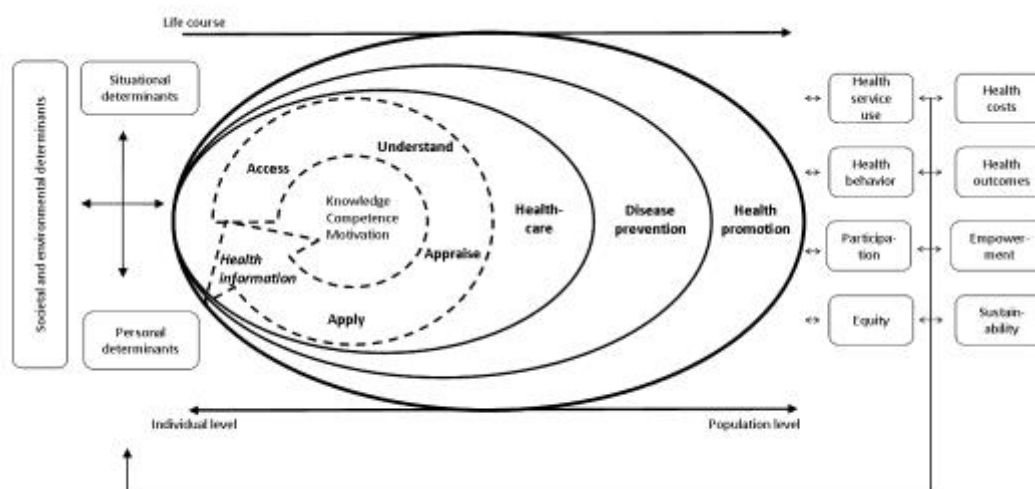 Life course
Societal and environmental determinants
Situational
determinants
Personal
determinants
Access
Understand
Knowledge
Competence
Motivation
Health
information
Appraise
Apply
Health-
care
Disease
prevention
Health
promotion
Health
service
use
Health
costs
Health
behavior
Health
outcomes
Participa-
tion
Empower-
ment
Equity
Sustain-
ability
Individual level
Population level